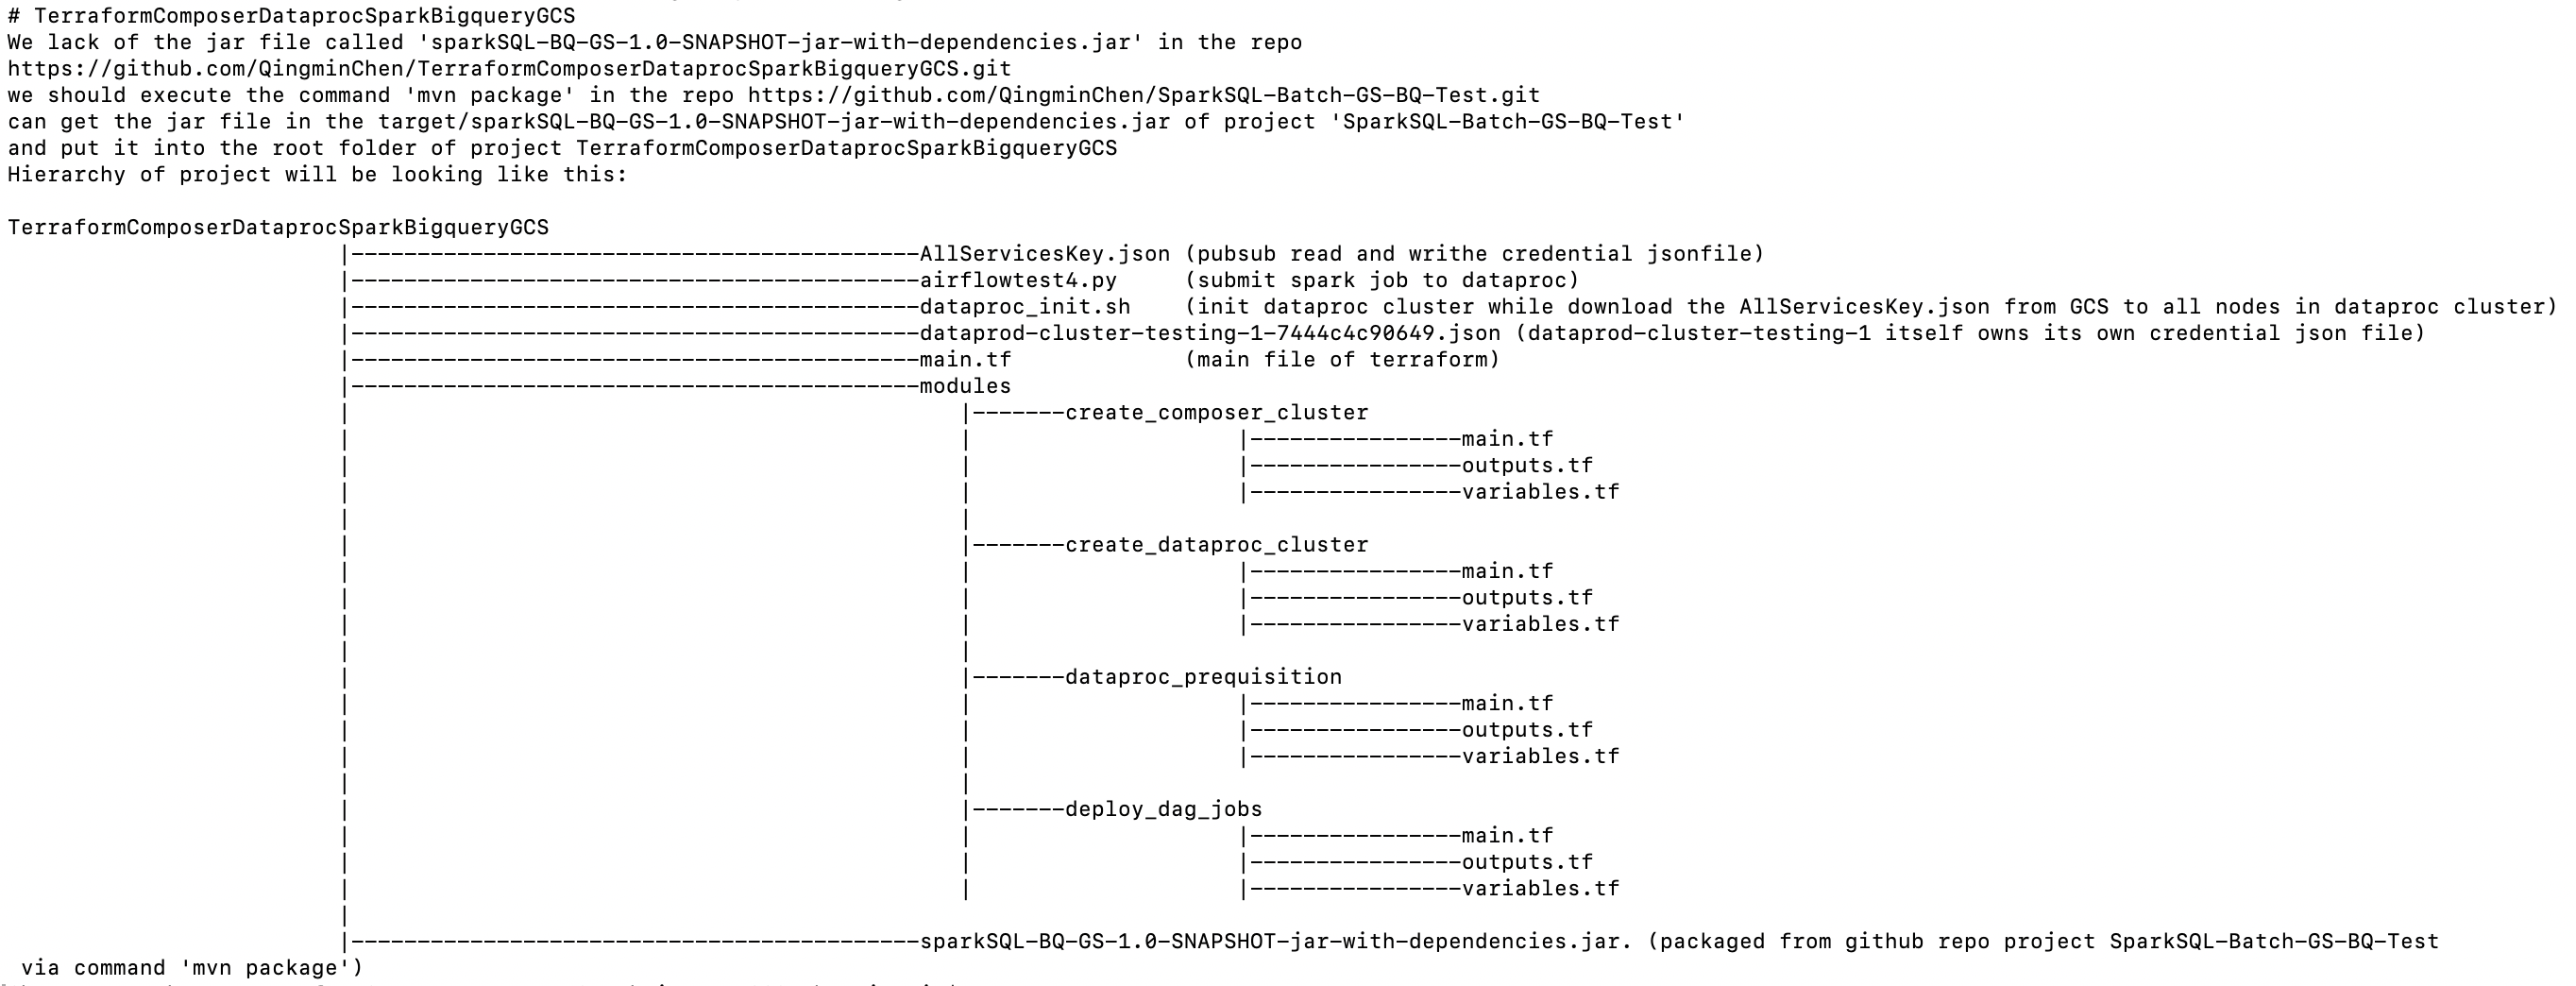 # TerraformComposerDataprocSparkBigqueryGCS
We lack of the jar file called 'sparkSQL-BQ-GS-1.0-SNAPSHOT-jar-with-dependencies.jar' in the repo
https://github.com/QingminChen/TerraformComposerDataprocSparkBigqueryGCS.git
we should execute the command 'mvn package' in the repo https://github.com/QingminChen/SparkSQL-Batch-GS-BQ-Test.git
can get the jar file in the target/sparkSQL-BQ-GS-1.0-SNAPSHOT-jar-with-dependencies.jar of project 'SparkSQL-Batch-GS-BQ-Test'
and put it into the root folder of project TerraformComposerDataprocSparkBigqueryGCS
Hierarchy of project will be looking like this:
TerraformComposerDataprocSparkBigqueryGCS
|-------------------------------------------AllServicesKey.json (pubsub read and writhe credential jsonfile)
|-------------------------------------------airflowtest4.py (submit spark job to dataproc)
|-------------------------------------------dataproc_init.sh (init dataproc cluster while download the AllServicesKey.json from GCS to all nodes in dataproc cluster)
|-------------------------------------------dataprod-cluster-testing-1-7444c4c90649.json (dataprod-cluster-testing-1 itself owns its own credential json file)
|-------------------------------------------main.tf (main file of terraform)
|-------------------------------------------modules
| |-------create_composer_cluster
| | |----------------main.tf
| | |----------------outputs.tf
| | |----------------variables.tf
| |
| |-------create_dataproc_cluster
| | |----------------main.tf
| | |----------------outputs.tf
| | |----------------variables.tf
| |
| |-------dataproc_prequisition
| | |----------------main.tf
| | |----------------outputs.tf
| | |----------------variables.tf
| |
| |-------deploy_dag_jobs
| | |----------------main.tf
| | |----------------outputs.tf
| | |----------------variables.tf
|
|-------------------------------------------sparkSQL-BQ-GS-1.0-SNAPSHOT-jar-with-dependencies.jar. (packaged from github repo project SparkSQL-Batch-GS-BQ-Test
via command 'mvn package')